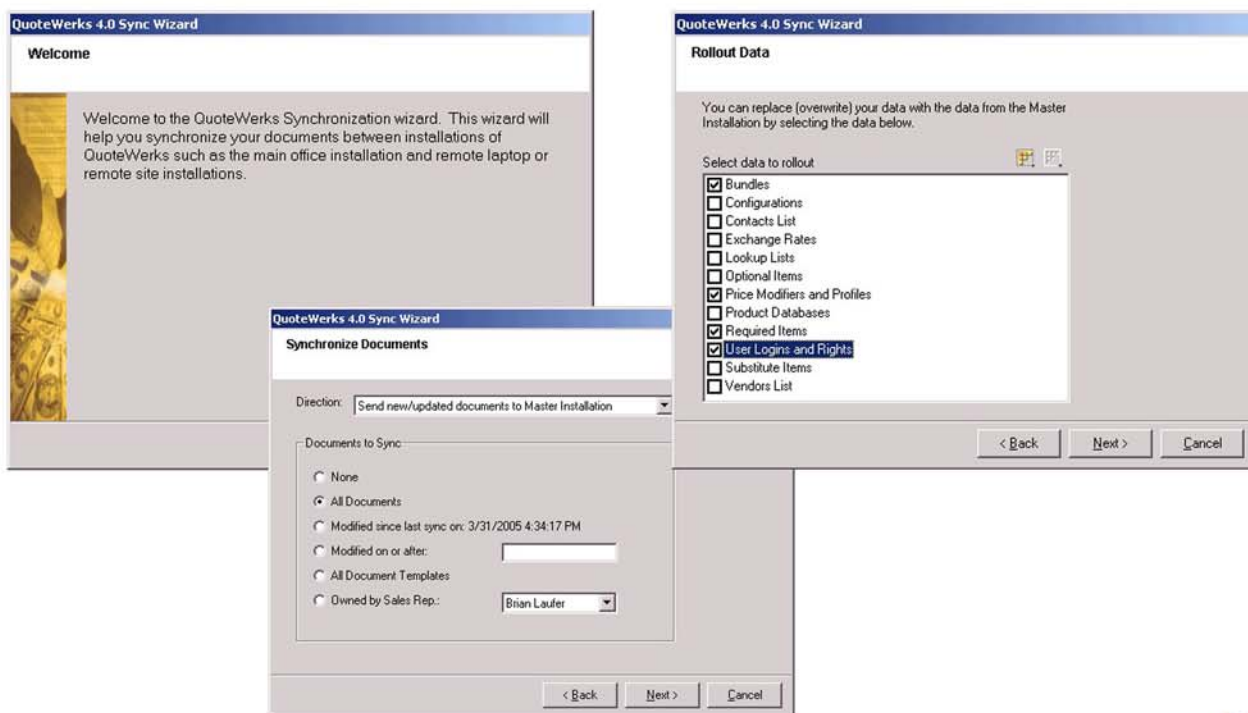 QuoteWerks 4.0 Sync Wizard
Welcome
Welcome to the QuoteWerks Synchronization wizard. This wizard will
help you synchronize your documents between installations of
QuoteWerks such as the main office installation and remote laptop or
remote site installations.
QuoteWerks 4.0 Sync Wizard
Synchronize Documents
Direction: Send new/updated documents to Master Installation
Documents to Sync
None
All Documents
Modified since last sync on: 3/31/2005 4:34:17 PM
Modified on or after:
All Document Templates
Owned by Sales Rep.: Brian Laufer
< Back Next > Cancel
QuoteWerks 4.0 Sync Wizard
Rollout Data
You can replace (overwrite) your data with the data from the Master
Installation by selecting the data below.
Select data to rollout
Bundles
Configurations
Contacts List
Exchange Rates
Lookup Lists
Optional Items
Price Modifiers and Profiles
Product Databases
Required Items
User Logins and Rights
Substitute Items
Vendors List
< Back Next > Cancel